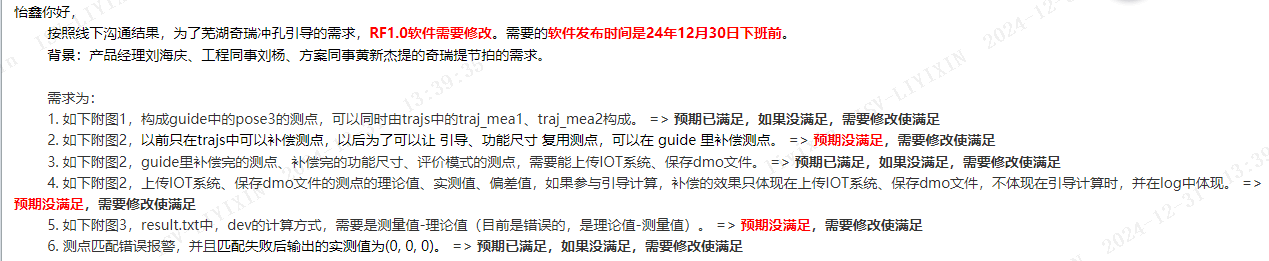 怡鑫你好,
按照线下沟通结果，为了芜湖奇瑞冲孔引导的需求，RF1.0软件需要修改。需要的软件发布时间是24年12月30日下班前。
背景：产品经理刘海庆、工程同事刘杨、方案同事黄新杰提的奇瑞提节拍的需求。
需求为：
1. 如下附图1，构成guide中的pose3的测点，可以同时由trajs中的traj_mea1、traj_mea2构成。 => 预期已满足，如果没满足，需要修改使满足
2. 如下附图2，以前只在trajs中可以补偿测点，以后为了可以让 引导、功能尺寸 复用测点，可以在 guide 里补偿测点。 => 预期没满足，需要修改使满足
3. 如下附图2，guide里补偿完的测点、补偿完的功能尺寸、评价模式的测点，需要能上传IOT系统、保存dmo文件。 => 预期已满足，如果没满足，需要修改使满足
4. 如下附图2，上传IOT系统、保存dmo文件的测点的理论值、实测值、偏差值，如果参与引导计算，补偿的效果只体现在上传IOT系统、保存dmo文件，不体现在引导计算时，并在log中体现。 =>
预期没满足，需要修改使满足
5. 如下附图3，result.txt中，dev的计算方式，需要是测量值-理论值（目前是错误的，是理论值-测量值）。 => 预期没满足，需要修改使满足
6. 测点匹配错误报警，并且匹配失败后输出的实测值为(0, 0, 0)。 => 预期已满足，如果没满足，需要修改使满足